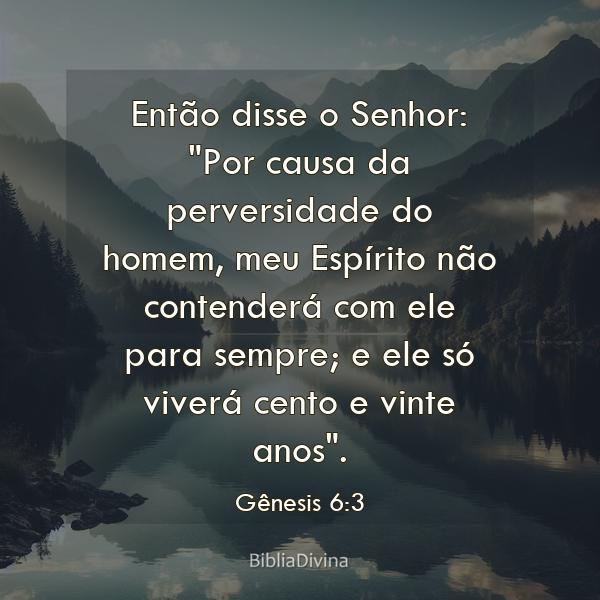 Então disse o Senhor:
"Por causa da
perversidade do
homem, meu Espírito não
contenderá com ele
para sempre; e ele só
viverá cento e vinte
anos".
Gênesis 6:3
BibliaDivina